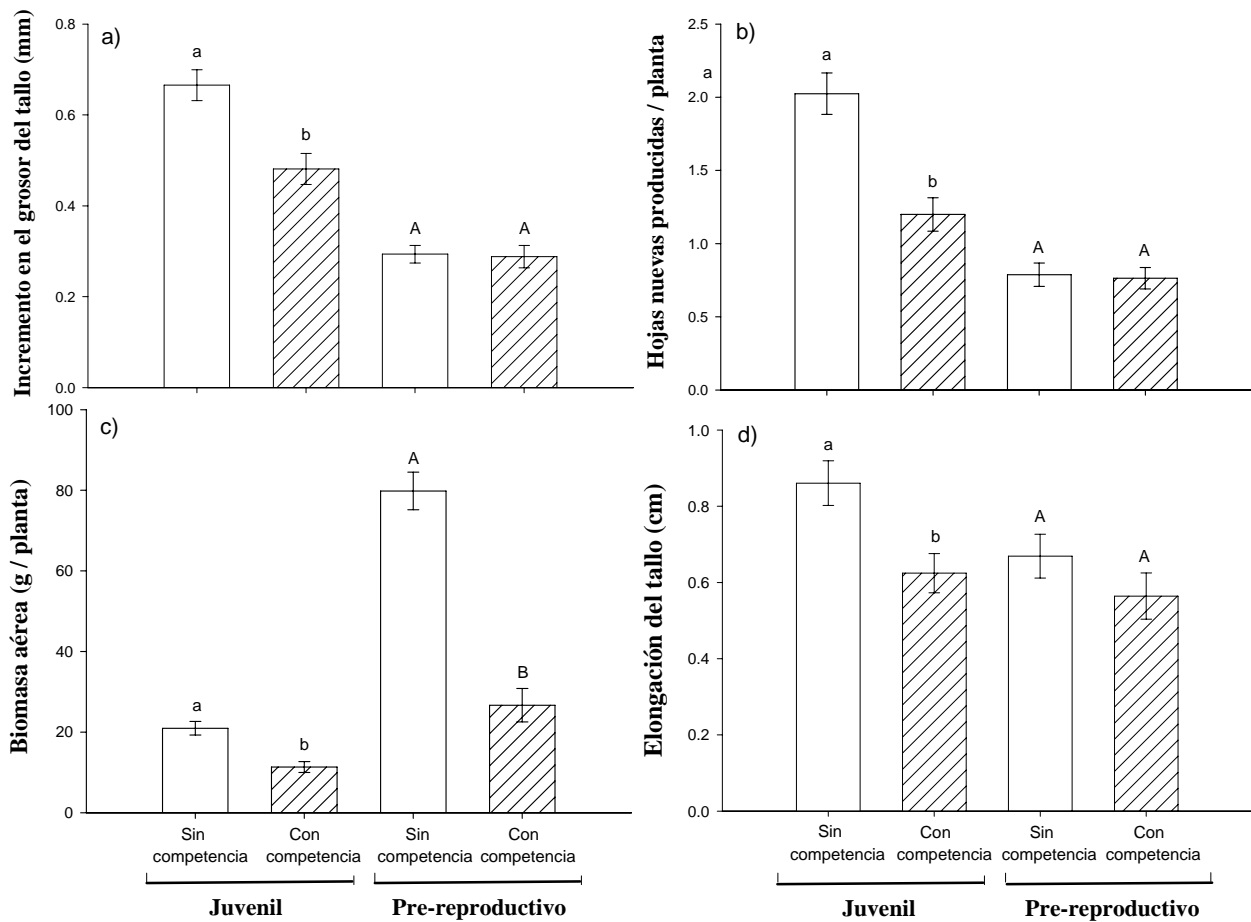 a)
Incremento en el grosor del tallo (mm)
0.8
0.6
0.4
0.2
0.0
a
b
A
A
b)
Hojas nuevas producidas / planta
a
2.5
2.0
1.5
1.0
0.5
0.0
a
b
A
A
c)
Biomasa aérea (g / planta)
100
80
60
40
20
0
a
b
A
B
Sin
competencia
Con
competencia
Sin
competencia
Con
competencia
Juvenil
Pre-reproductivo
d)
Elongación del tallo (cm)
1.0
0.8
0.6
0.4
0.2
0.0
a
b
A
A
Sin
competencia
Con
competencia
Sin
competencia
Con
competencia
Juvenil
Pre-reproductivo